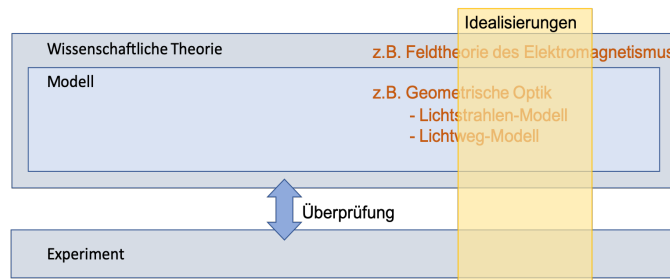 Idealisierungen
Wissenschaftliche Theorie
z.B. Feldtheorie des Elektromagnetismus
Modell
z.B. Geometrische Optik
- Lichtstrahlen-Modell
- Lichtweg-Modell
Überprüfung
Experiment